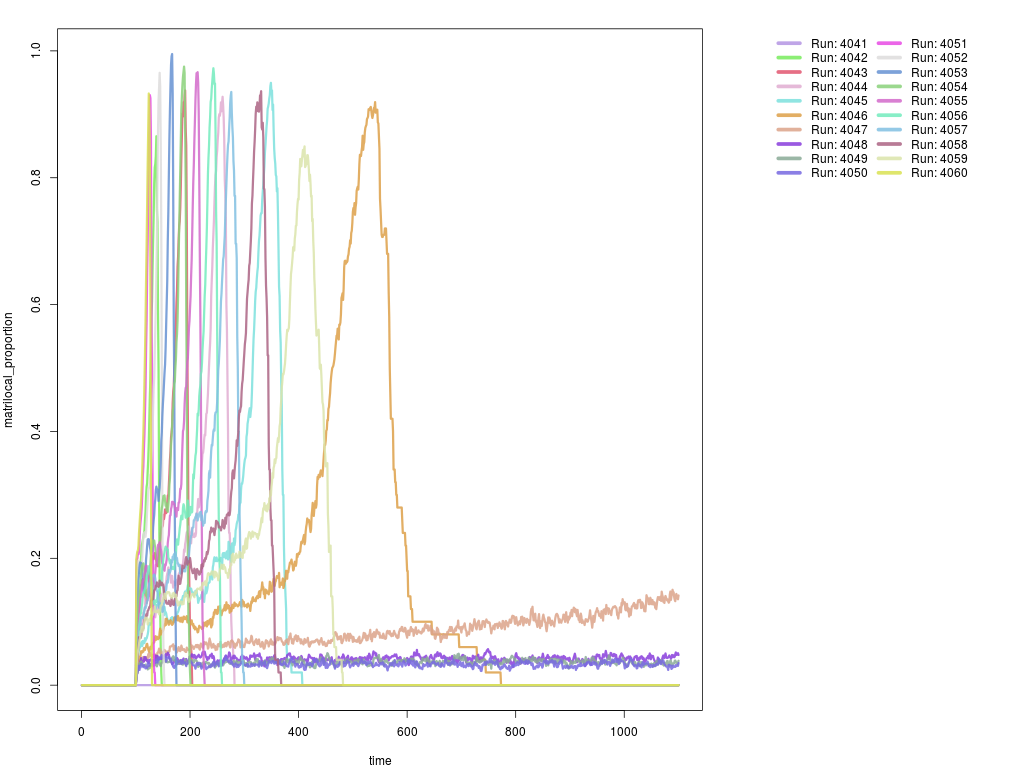 1.0
0.8
0.6
0.4
0.2
0.0
matrilocal_proportion
0
200
400
600
800
1000
time
Run: 4041
Run: 4042
Run: 4043
Run: 4044
Run: 4045
Run: 4046
Run: 4047
Run: 4048
Run: 4049
Run: 4050
Run: 4051
Run: 4052
Run: 4053
Run: 4054
Run: 4055
Run: 4056
Run: 4057
Run: 4058
Run: 4059
Run: 4060